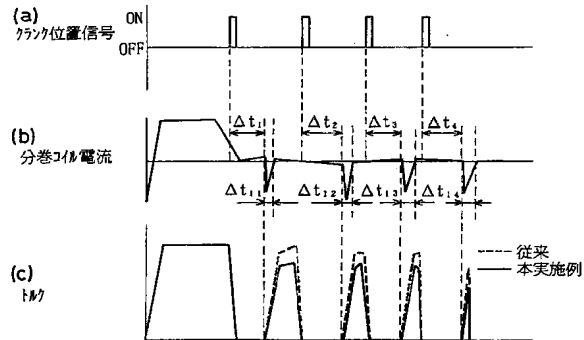 (a)
クランク位置信号
ON
OFF
Δt₁
Δt₂
Δt₃
Δt₄
(b)
分巻コイル電流
Δt₁₁
Δt₁₂
Δt₁₃
Δt₁₄
(c)
トルク
従来
本実施例